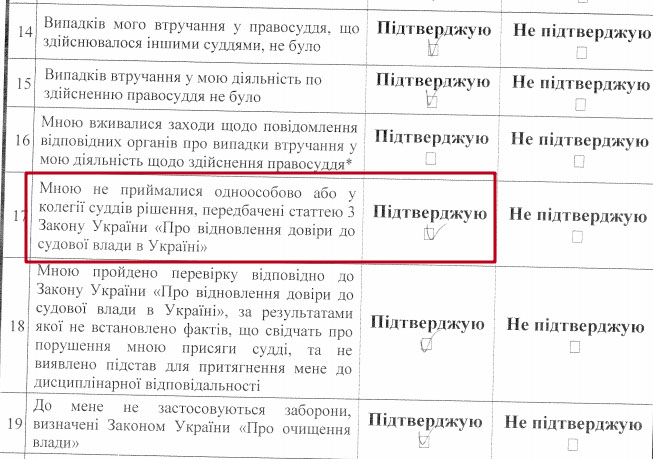 14 Випадків мого втручання у правосуддя, що Підтверджую Не підтверджую
здійснювалося іншими суддями, не було
15 Випадків втручання у мою діяльність по Підтверджую Не підтверджую
здійсненню правосуддя не було
16 Мною вживалися заходи щодо повідомлення Підтверджую Не підтверджую
відповідних органів про випадки втручання у
мою діяльність щодо здійснення правосуддя*
17 Мною не приймалися одноособово або у
колегії суддів рішення, передбачені статтею 3 Підтверджую Не підтверджую
Закону України «Про відновлення довіри до
судової влади в Україні»
Мною пройдено перевірку відповідно до
Закону України «Про відновлення довіри до
судової влади в Україні», за результатами
18 якої не встановлено фактів, що свідчать про Підтверджую Не підтверджую
порушення мною присяги судді, та не
виявлено підстав для притягнення мене до
дисциплінарної відповідальності
До мене не застосовуються заборони,
19 визначені Законом України «Про очищення Підтверджую Не підтверджую
влади»